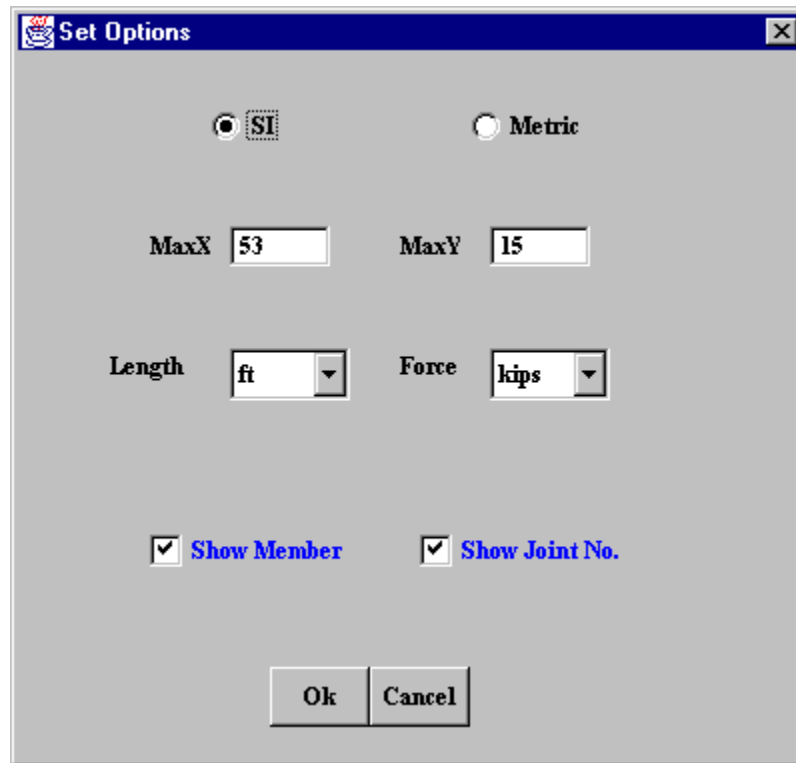 Set Options
SI Metric
MaxX 53 MaxY 15
Length ft Force kips
Show Member Show Joint No.
Ok Cancel